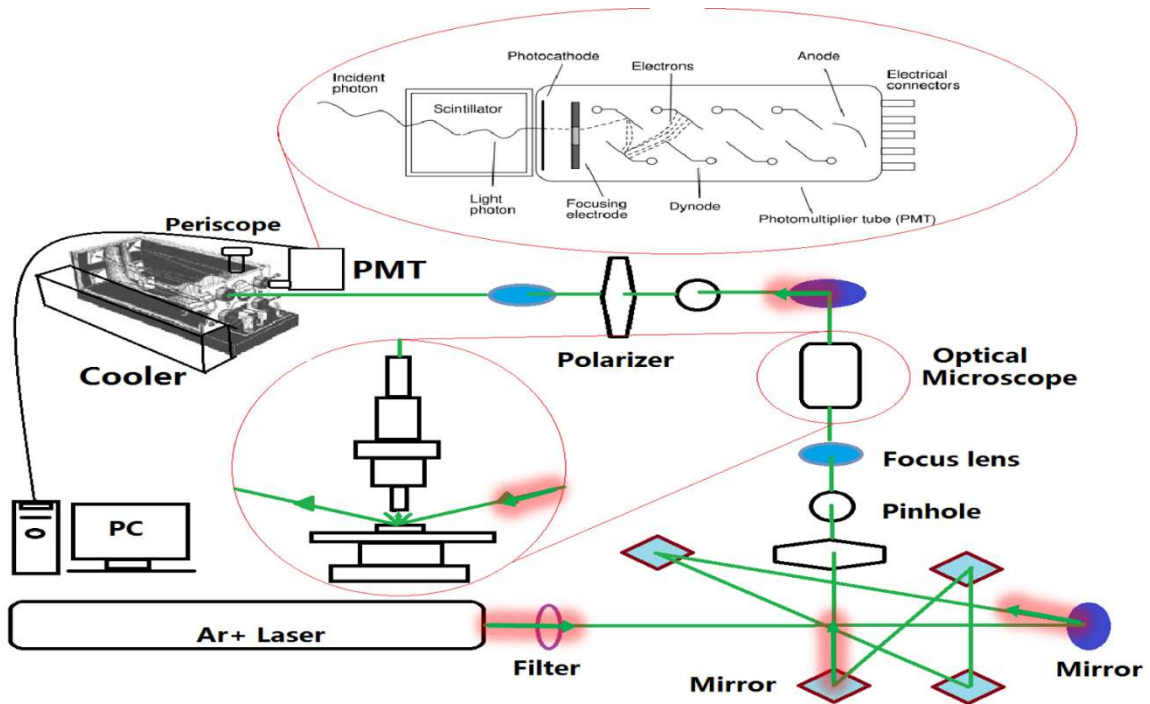 Photocathode
Electrons
Anode
Incident
photon
Electrical
connectors
Scintillator
Light
photon
Focusing
electrode
Dynode
Photomultiplier tube (PMT)
Periscope
PMT
Cooler
Polarizer
Optical
Microscope
Focus lens
Pinhole
PC
Ar+ Laser
Filter
Mirror
Mirror